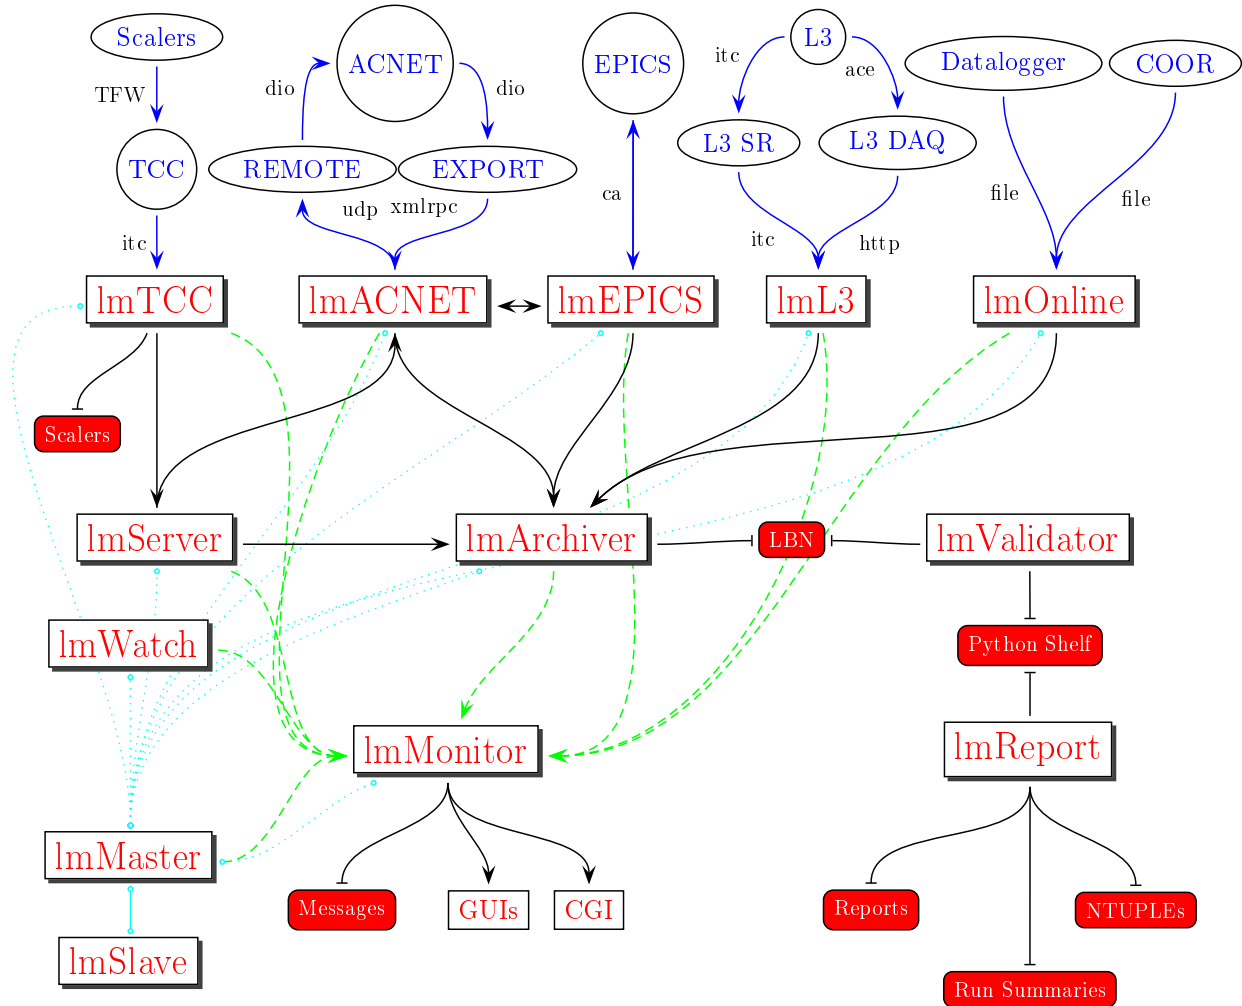 Scalers
ACNET
EPICS
L3
Datalogger
COOR
itc
ace
TFW
dio
dio
TCC
REMOTE
EXPORT
L3 SR
L3 DAQ
ca
file
file
udp
xmlrpc
itc
itc
http
lmTCC
lmACNET
lmEPICS
lmL3
lmOnline
Scalers
lmServer
lmArchiver
LBN
lmValidator
lmWatch
Python Shelf
lmMonitor
lmReport
lmMaster
Messages
GUIs
CGI
Reports
NTUPLEs
lmSlave
Run Summaries